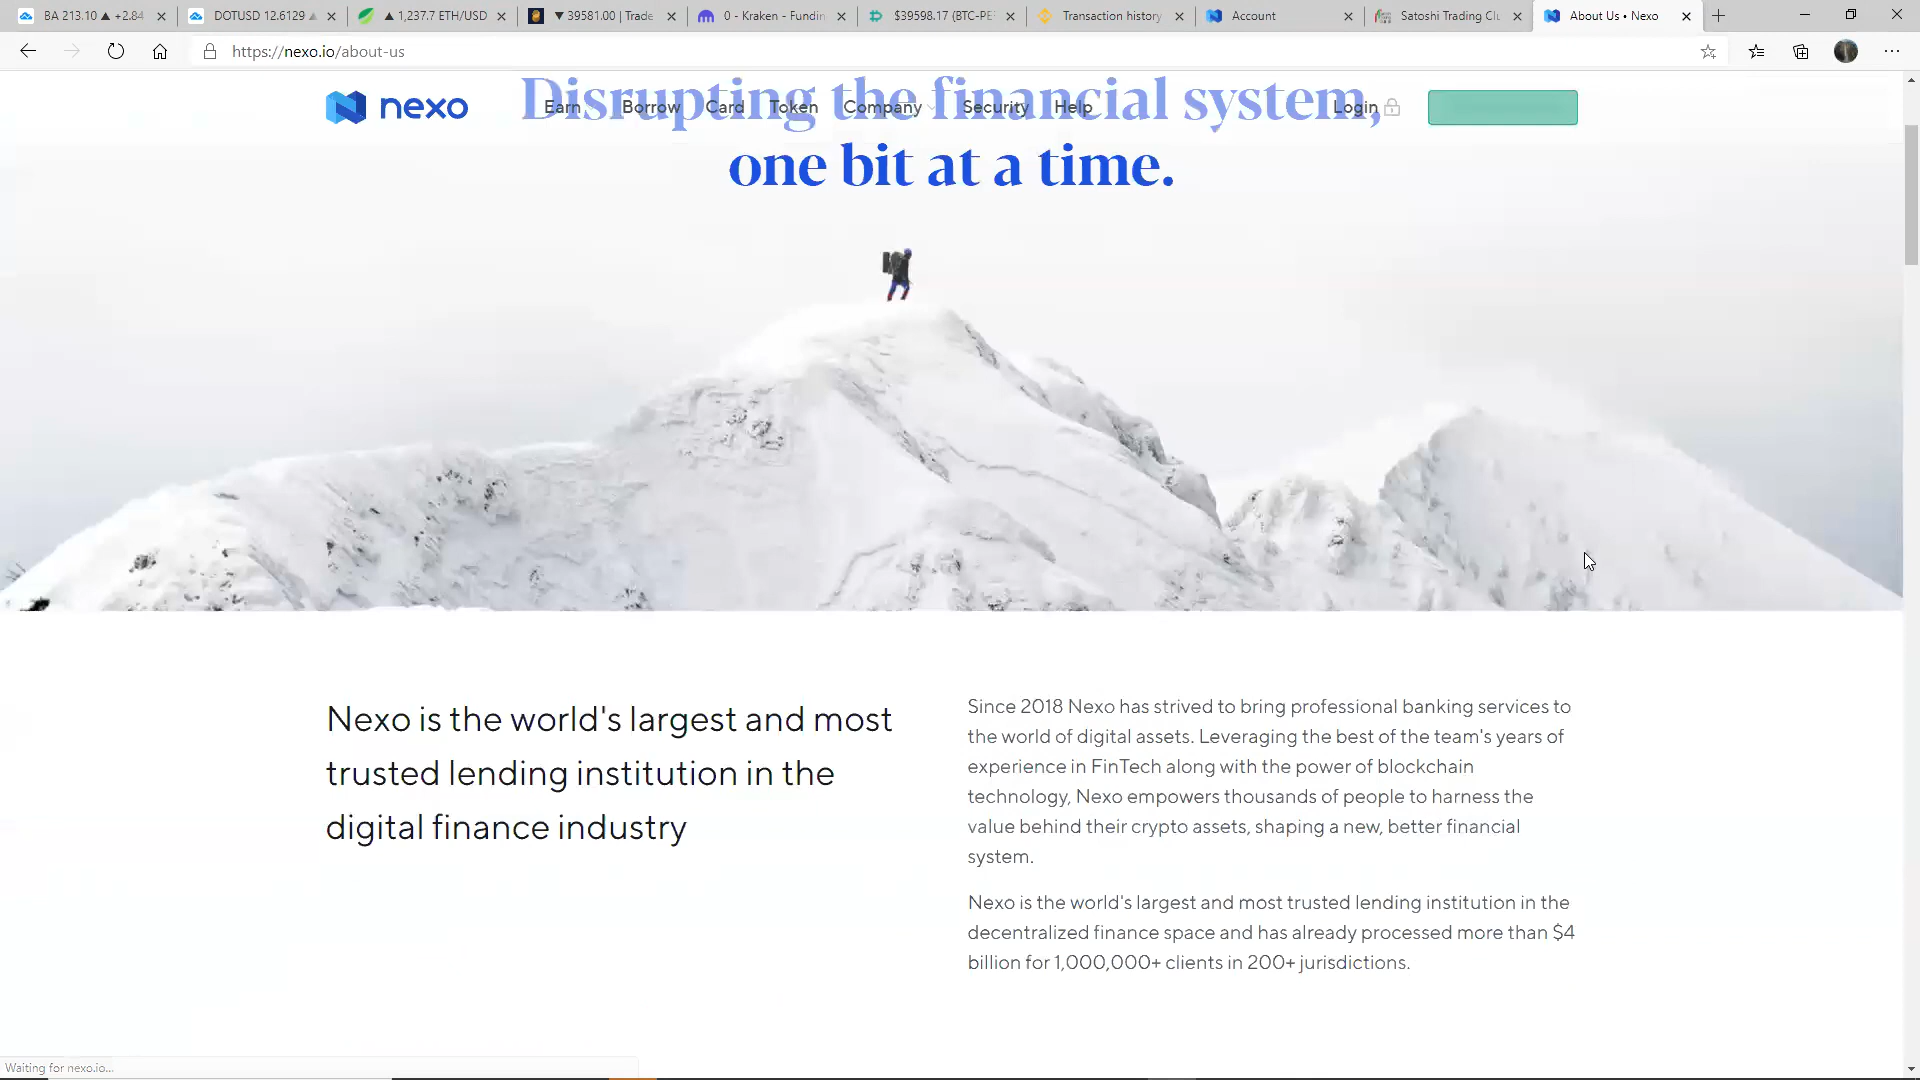 BA 213.10 ▲ +2.84
DOTUSD 12.6129 ▲
▲ 1,237.7 ETH/USD
▼ 39581.00 | Trade
0 - Kraken - Fundin
$39598.17 (BTC-PE
Transaction history
Account
Satoshi Trading Clu
About Us • Nexo
https://nexo.io/about-us
Disrupting the financial system,
nexo
Earn
Borrow
Card
Token
Company
Security
Help
Login
one bit at a time.
Nexo is the world's largest and most
trusted lending institution in the
digital finance industry
Since 2018 Nexo has strived to bring professional banking services to
the world of digital assets. Leveraging the best of the team's years of
experience in FinTech along with the power of blockchain
technology, Nexo empowers thousands of people to harness the
value behind their crypto assets, shaping a new, better financial
system.
Nexo is the world's largest and most trusted lending institution in the
decentralized finance space and has already processed more than $4
billion for 1,000,000+ clients in 200+ jurisdictions.
Waiting for nexo.io...